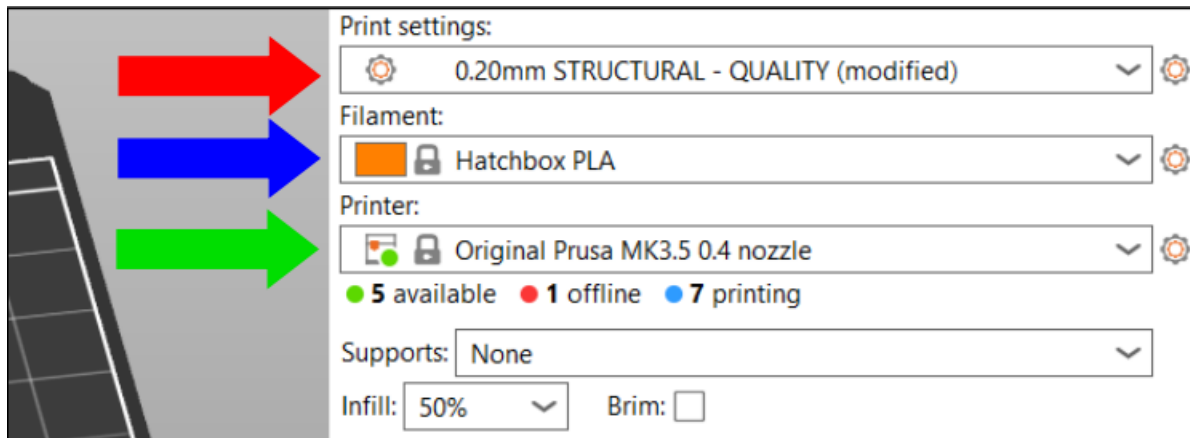 Print settings:
0.20mm STRUCTURAL - QUALITY (modified)
Filament:
Hatchbox PLA
Printer:
Original Prusa MK3.5 0.4 nozzle
5 available 1 offline 7 printing
Supports: None
Infill: 50% Brim: